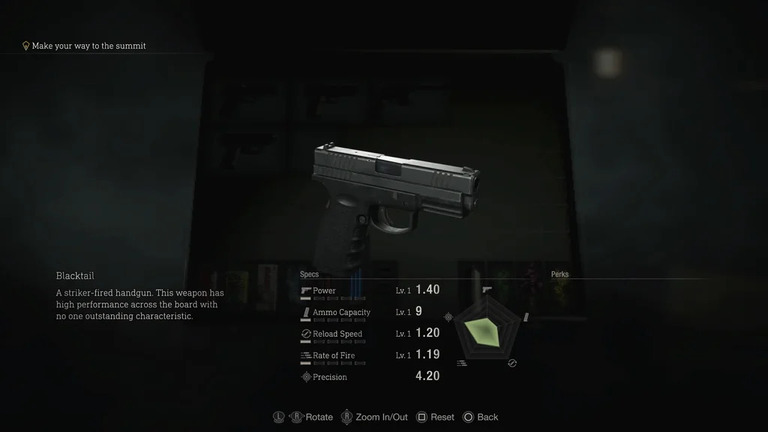 Make your way to the summit
Blacktail
A striker-fired handgun. This weapon has
high performance across the board with
no one outstanding characteristic.
Specs
Power Lv. 1 1.40
Ammo Capacity Lv. 1 9
Reload Speed Lv. 1 1.20
Rate of Fire Lv. 1 1.19
Precision 4.20
Perks
L R Rotate R Zoom In/Out Reset Back